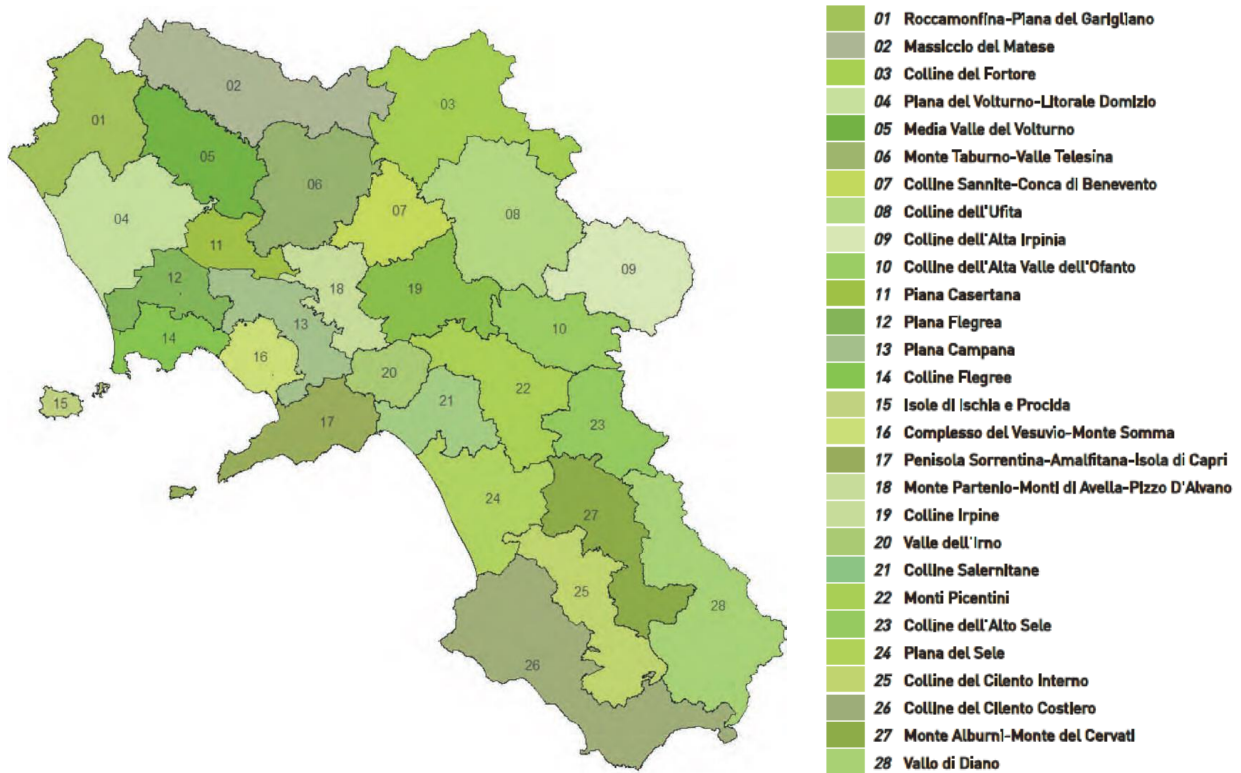 01 Roccamonfina-Piana del Garigliano
02 Massiccio del Matese
03 Colline del Fortore
04 Piana del Volturno-Litorale Domizio
05 Media Valle del Volturno
06 Monte Taburno-Valle Telesina
07 Colline Sannite-Conca di Benevento
08 Colline dell'Ufita
09 Colline dell'Alta Irpinia
10 Colline dell'Alta Valle dell'Ofanto
11 Piana Casertana
12 Piana Flegrea
13 Piana Campana
14 Colline Flegree
15 Isole di Ischia e Procida
16 Complesso del Vesuvio-Monte Somma
17 Penisola Sorrentina-Amalfitana-Isola di Capri
18 Monte Partenio-Monti di Avella-Pizzo D'Alvano
19 Colline Irpine
20 Valle dell'Irno
21 Colline Salernitane
22 Monti Picentini
23 Colline dell'Alto Sele
24 Piana del Sele
25 Colline del Cilento Interno
26 Colline del Cilento Costiero
27 Monte Alburni-Monte del Cervati
28 Vallo di Diano
02
03
01
05
06
07
04
08
11
09
12
18
19
13
10
14
16
20
22
21
15
17
23
24
27
25
28
26